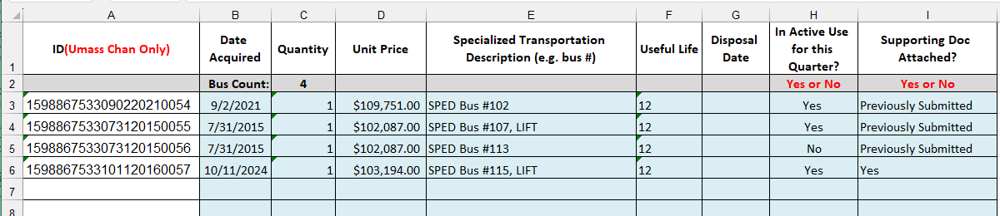 A B C D E F G H I
1 ID(Umass Chan Only) Date Acquired Quantity Unit Price Specialized Transportation Description (e.g. bus #) Useful Life Disposal Date In Active Use for this Quarter? Supporting Doc Attached?
2 Bus Count: 4 Yes or No Yes or No
3 1598867533090220210054 9/2/2021 1 $109,751.00 SPED Bus #102 12 Yes Previously Submitted
4 1598867533073120150055 7/31/2015 1 $102,087.00 SPED Bus #107, LIFT 12 Yes Previously Submitted
5 1598867533073120150056 7/31/2015 1 $102,087.00 SPED Bus #113 12 No Previously Submitted
6 1598867533101120160057 10/11/2024 1 $103,194.00 SPED Bus #115, LIFT 12 Yes Yes
7
8